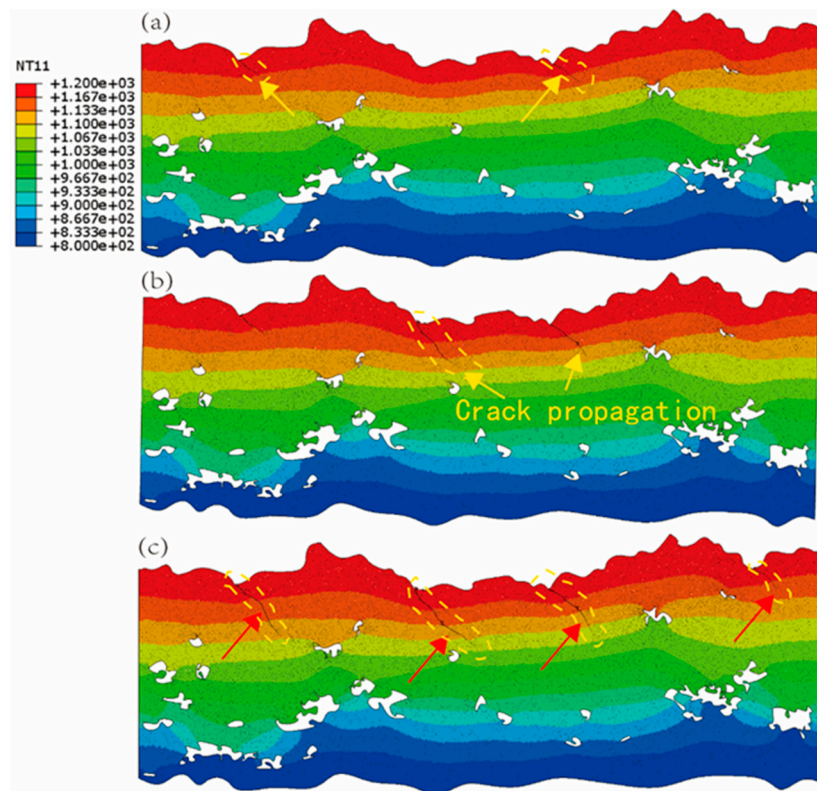 (a)
NT11
+1.200e+03
+1.167e+03
+1.133e+03
+1.100e+03
+1.067e+03
+1.033e+03
+1.000e+03
+9.667e+02
+9.333e+02
+9.000e+02
+8.667e+02
+8.333e+02
+8.000e+02
(b)
Crack propagation
(c)